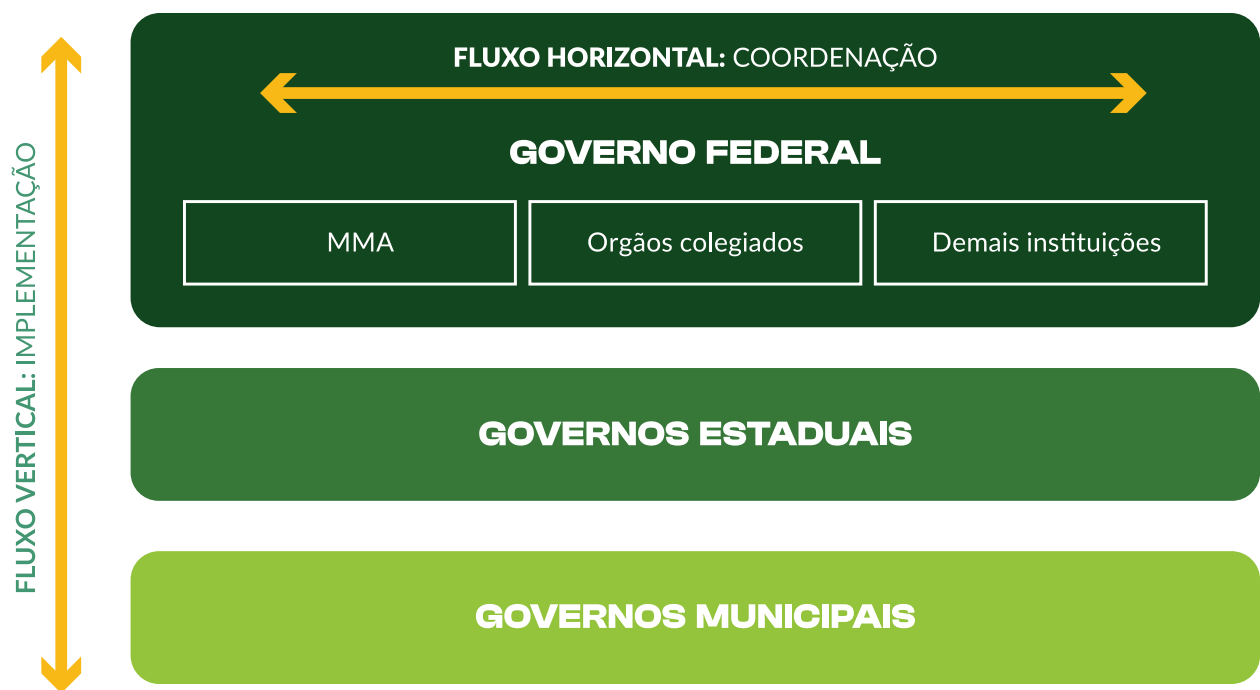 FLUXO VERTICAL: IMPLEMENTAÇÃO
FLUXO HORIZONTAL: COORDENAÇÃO
GOVERNO FEDERAL
MMA
Orgãos colegiados
Demais instituições
GOVERNOS ESTADUAIS
GOVERNOS MUNICIPAIS